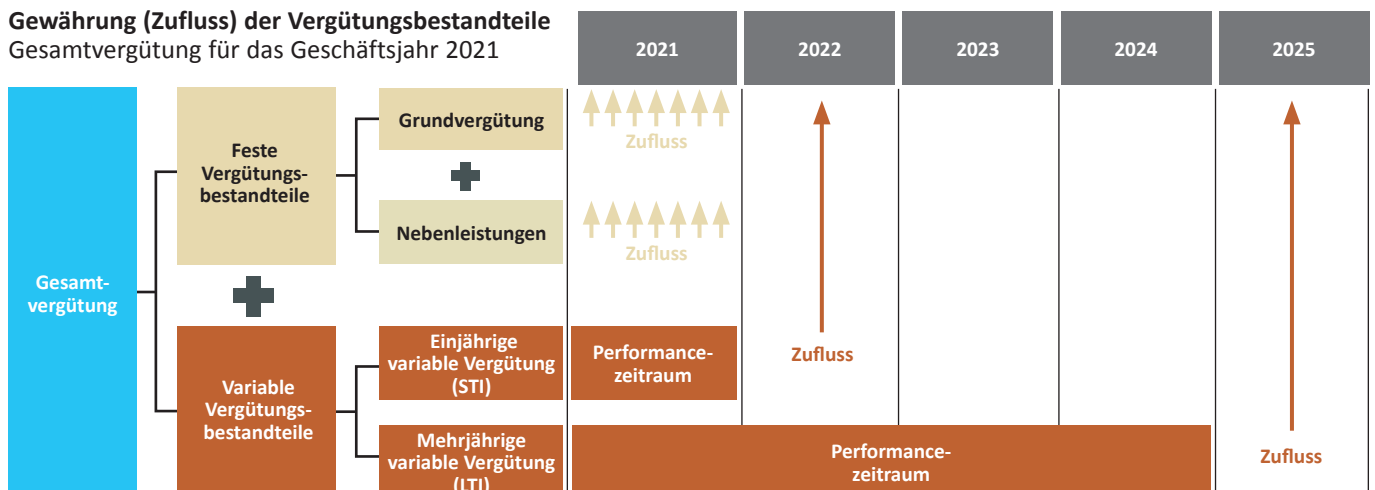 Gewährung (Zufluss) der Vergütungsbestandteile
Gesamtvergütung für das Geschäftsjahr 2021
2021
2022
2023
2024
2025
Gesamt-
vergütung
Feste
Vergütungs-
bestandteile
Grundvergütung
Zufluss
Nebenleistungen
Zufluss
Variable
Vergütungs-
bestandteile
Einjährige
variable Vergütung
(STI)
Performance-
zeitraum
Zufluss
Mehrjährige
variable Vergütung
(LTI)
Performance-
zeitraum
Zufluss